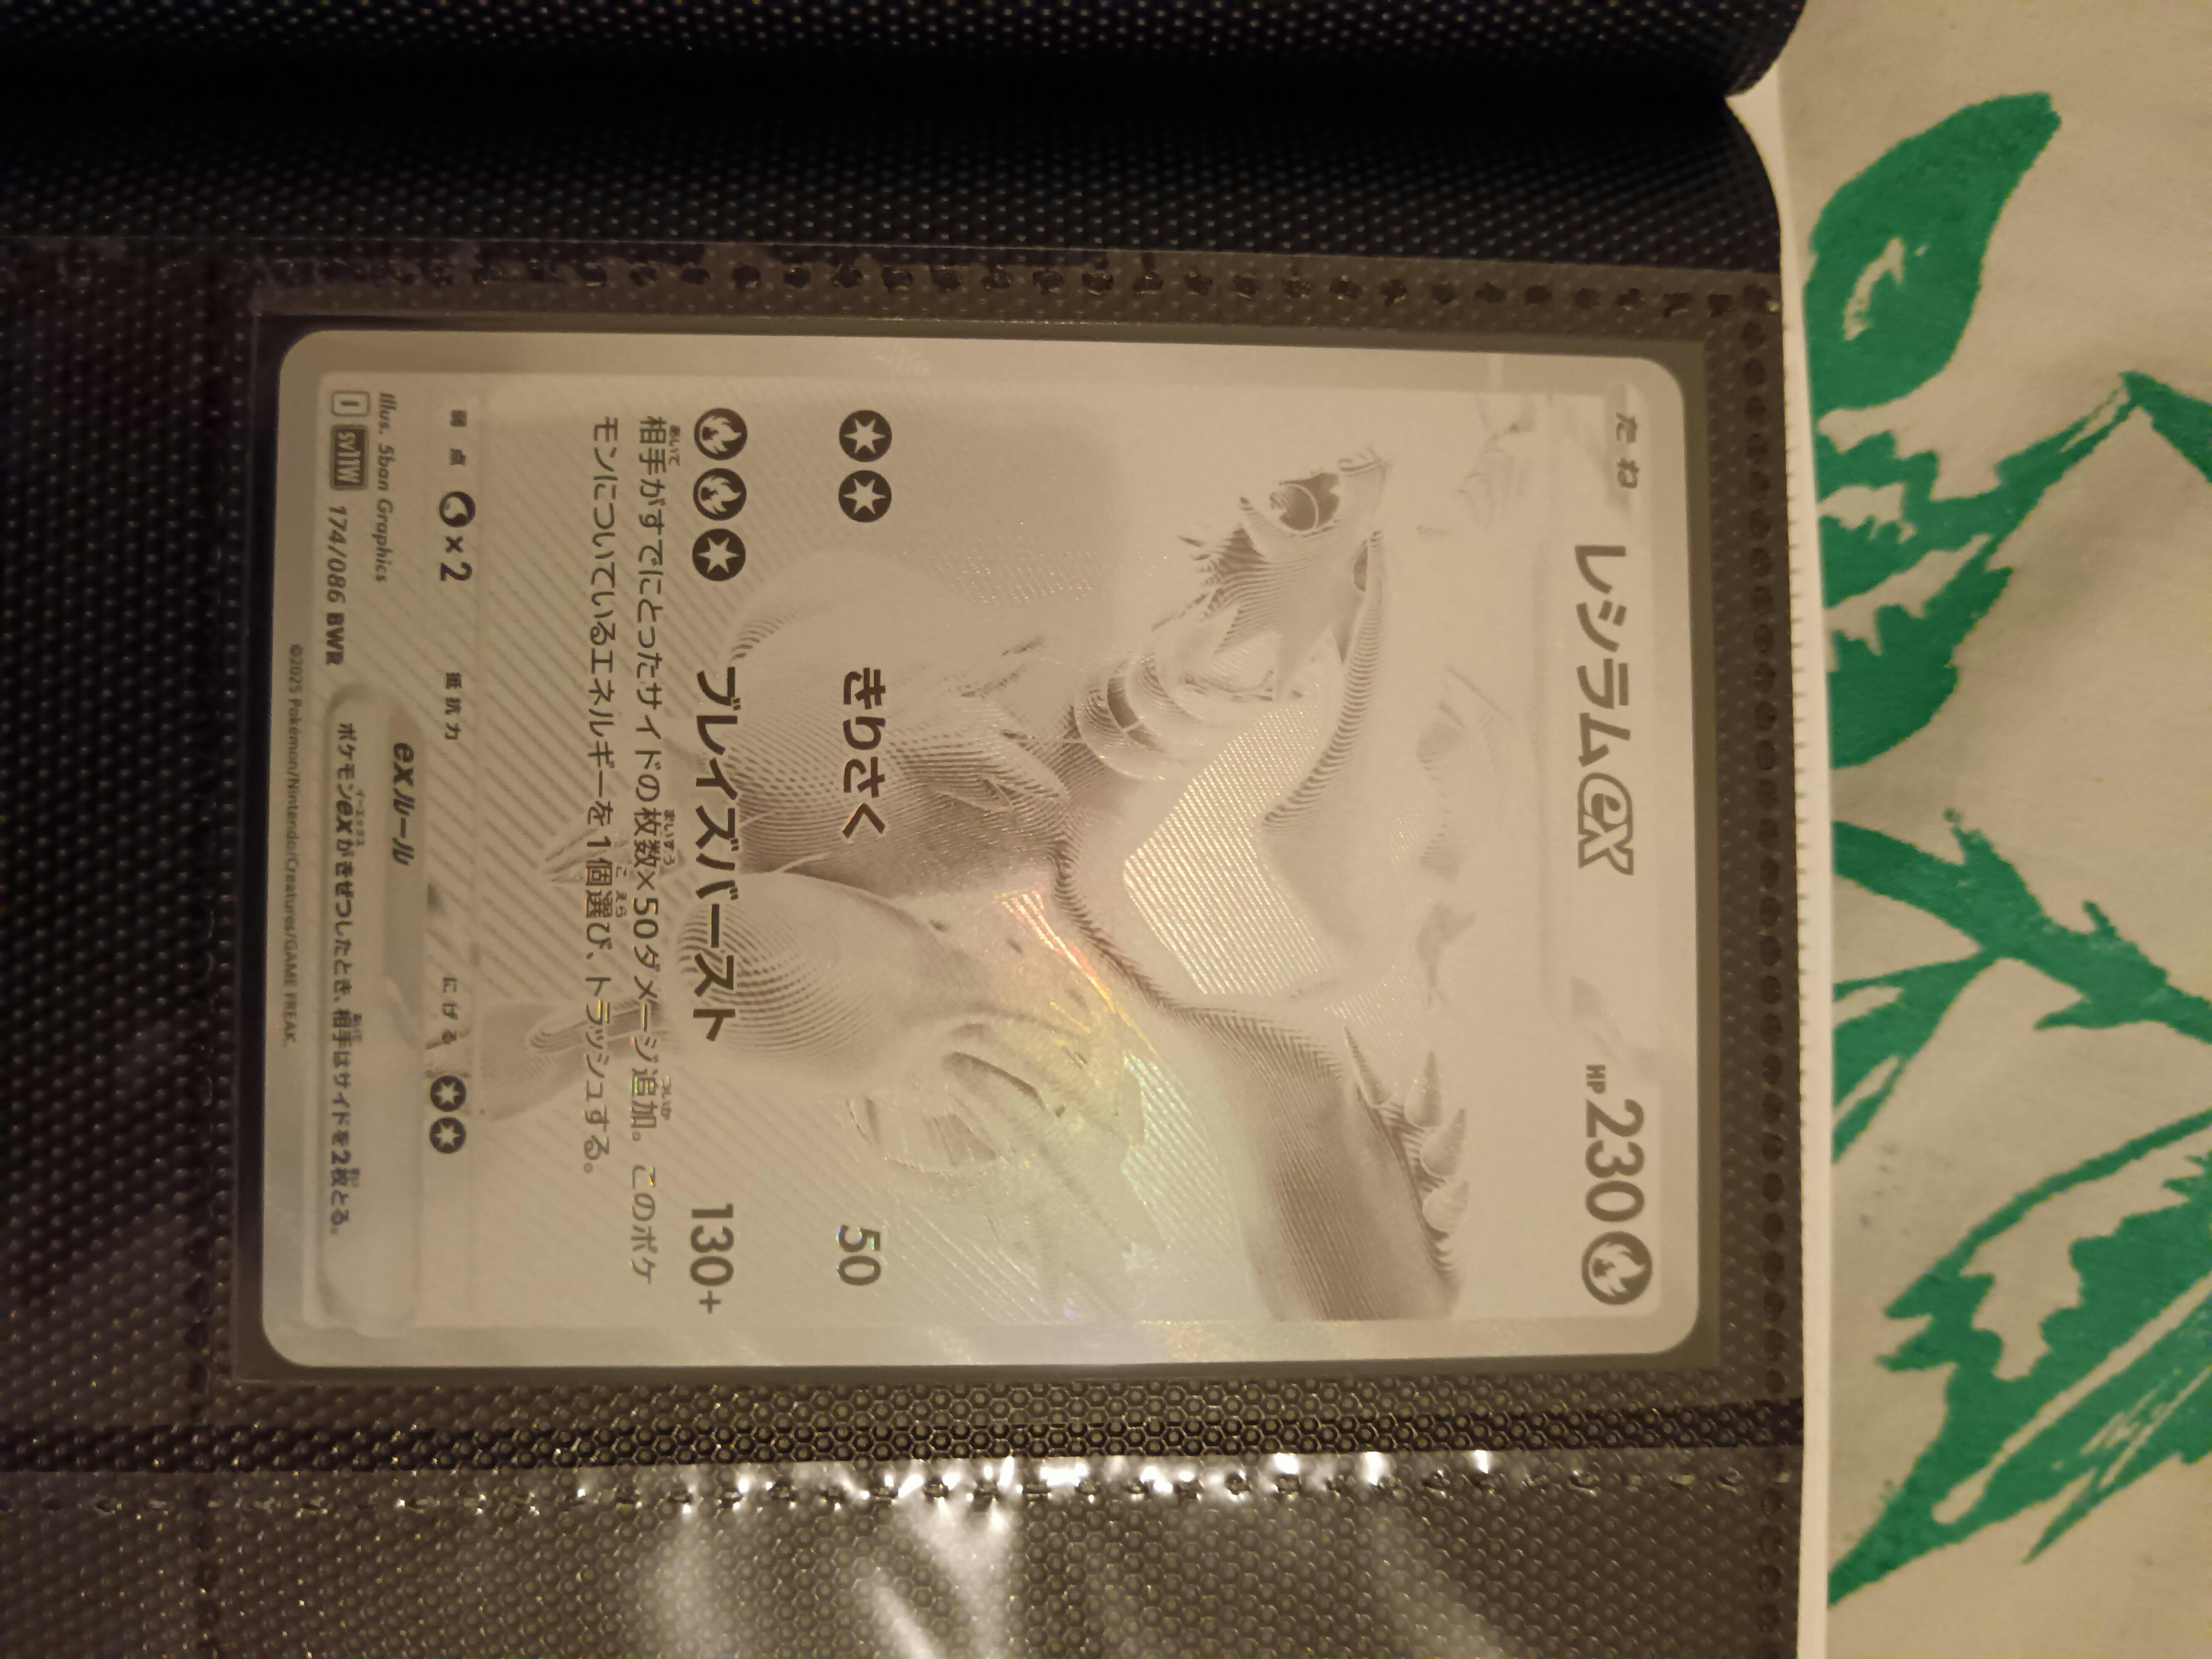 たね
レシラムex
HP230
きりさく 50
ブレイズバースト 130+
相手がすでにとったサイドの枚数×50ダメージ追加。このポケ
モンについているエネルギーを1個選び、トラッシュする。
弱点 ×2 抵抗力 にげる
exルール
ポケモンexがきぜつしたとき、相手はサイドを2枚とる。
Illus. 5ban Graphics
I SV11W 174/086 BWR
©2025 Pokémon/Nintendo/Creatures/GAME FREAK.